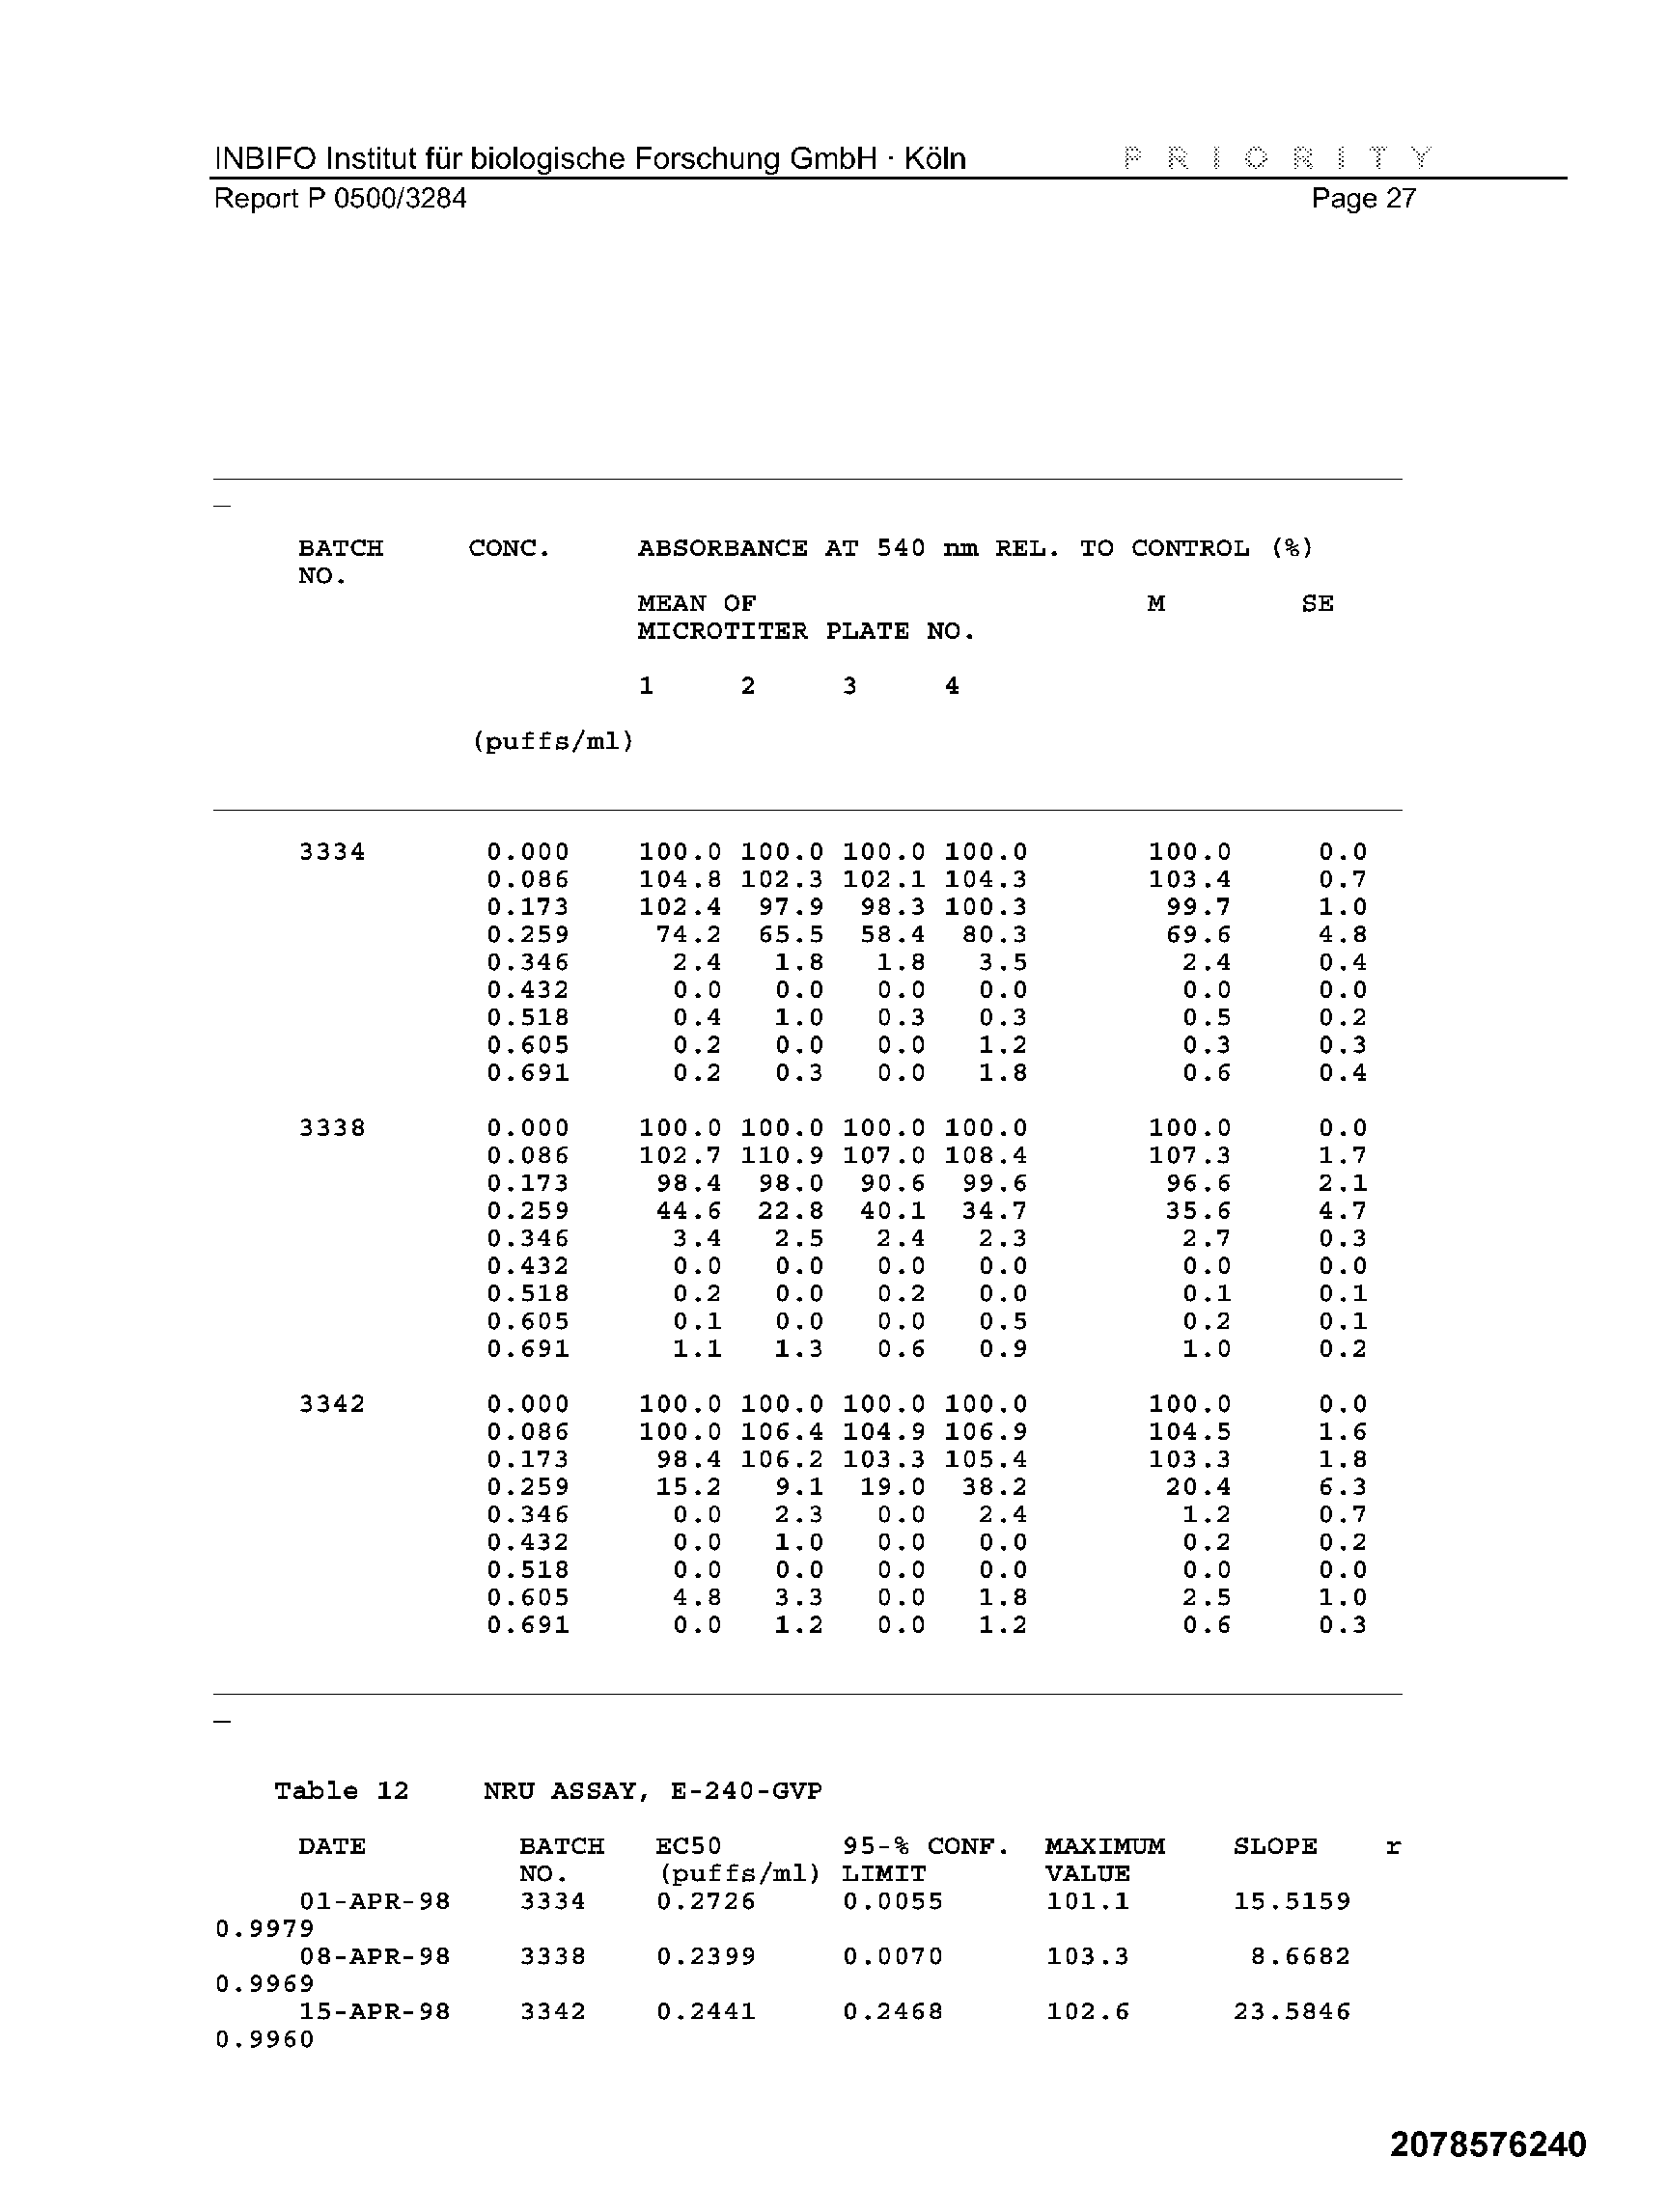 INBIFO Institut für biologische Forschung GmbH · Köln PRIORITY
Report P 0500/3284 Page 27
BATCH CONC. ABSORBANCE AT 540 nm REL. TO CONTROL (%)
NO.
MEAN OF M SE
MICROTITER PLATE NO.
1 2 3 4
(puffs/ml)
3334 0.000 100.0 100.0 100.0 100.0 100.0 0.0
0.086 104.8 102.3 102.1 104.3 103.4 0.7
0.173 102.4 97.9 98.3 100.3 99.7 1.0
0.259 74.2 65.5 58.4 80.3 69.6 4.8
0.346 2.4 1.8 1.8 3.5 2.4 0.4
0.432 0.0 0.0 0.0 0.0 0.0 0.0
0.518 0.4 1.0 0.3 0.3 0.5 0.2
0.605 0.2 0.0 0.0 1.2 0.3 0.3
0.691 0.2 0.3 0.0 1.8 0.6 0.4
3338 0.000 100.0 100.0 100.0 100.0 100.0 0.0
0.086 102.7 110.9 107.0 108.4 107.3 1.7
0.173 98.4 98.0 90.6 99.6 96.6 2.1
0.259 44.6 22.8 40.1 34.7 35.6 4.7
0.346 3.4 2.5 2.4 2.3 2.7 0.3
0.432 0.0 0.0 0.0 0.0 0.0 0.0
0.518 0.2 0.0 0.2 0.0 0.1 0.1
0.605 0.1 0.0 0.0 0.5 0.2 0.1
0.691 1.1 1.3 0.6 0.9 1.0 0.2
3342 0.000 100.0 100.0 100.0 100.0 100.0 0.0
0.086 100.0 106.4 104.9 106.9 104.5 1.6
0.173 98.4 106.2 103.3 105.4 103.3 1.8
0.259 15.2 9.1 19.0 38.2 20.4 6.3
0.346 0.0 2.3 0.0 2.4 1.2 0.7
0.432 0.0 1.0 0.0 0.0 0.2 0.2
0.518 0.0 0.0 0.0 0.0 0.0 0.0
0.605 4.8 3.3 0.0 1.8 2.5 1.0
0.691 0.0 1.2 0.0 1.2 0.6 0.3
Table 12 NRU ASSAY, E-240-GVP
DATE BATCH EC50 95-% CONF. MAXIMUM SLOPE r
NO. (puffs/ml) LIMIT VALUE
01-APR-98 3334 0.2726 0.0055 101.1 15.5159
0.9979
08-APR-98 3338 0.2399 0.0070 103.3 8.6682
0.9969
15-APR-98 3342 0.2441 0.2468 102.6 23.5846
0.9960
2078576240